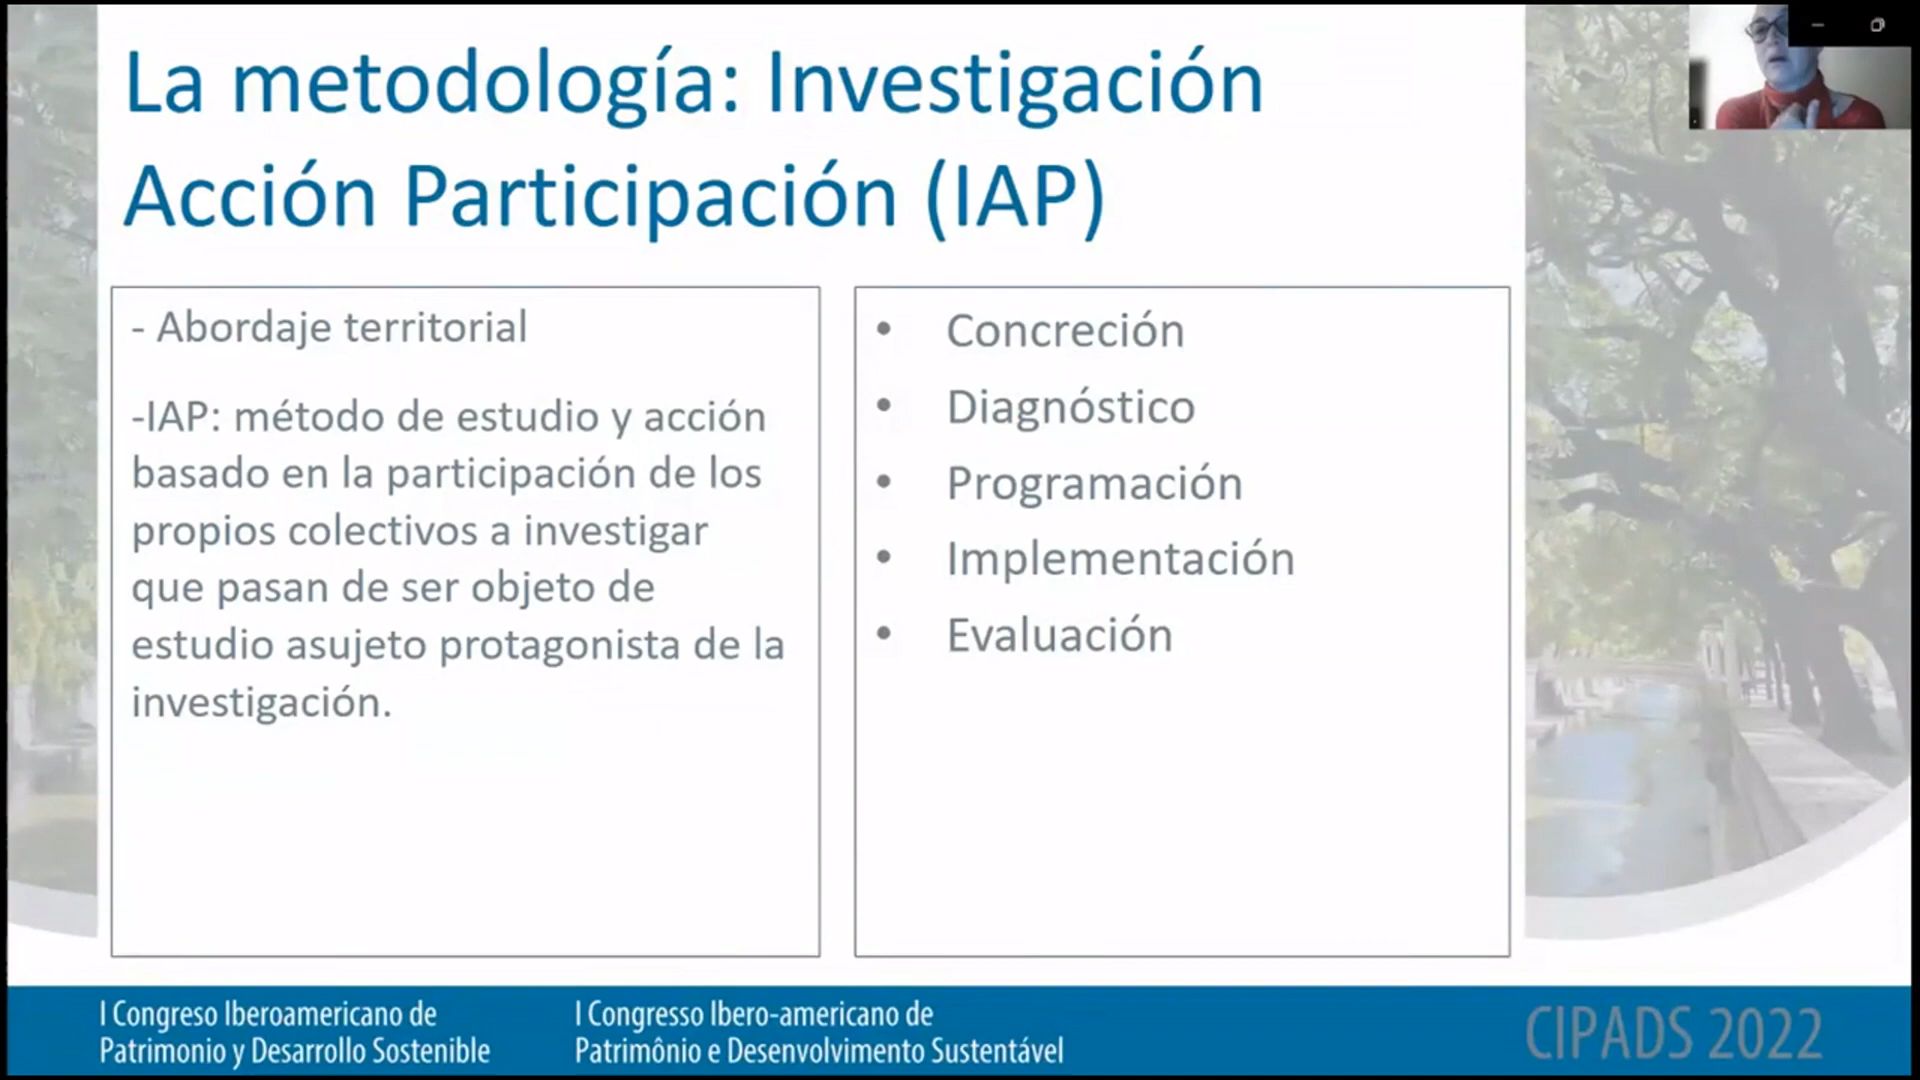 La metodología: Investigación
Acción Participación (IAP)
- Abordaje territorial
-IAP: método de estudio y acción
basado en la participación de los
propios colectivos a investigar
que pasan de ser objeto de
estudio asujeto protagonista de la
investigación.
• Concreción
• Diagnóstico
• Programación
• Implementación
• Evaluación
I Congreso Iberoamericano de
Patrimonio y Desarrollo Sostenible
I Congresso Ibero-americano de
Patrimônio e Desenvolvimento Sustentável
CIPADS 2022